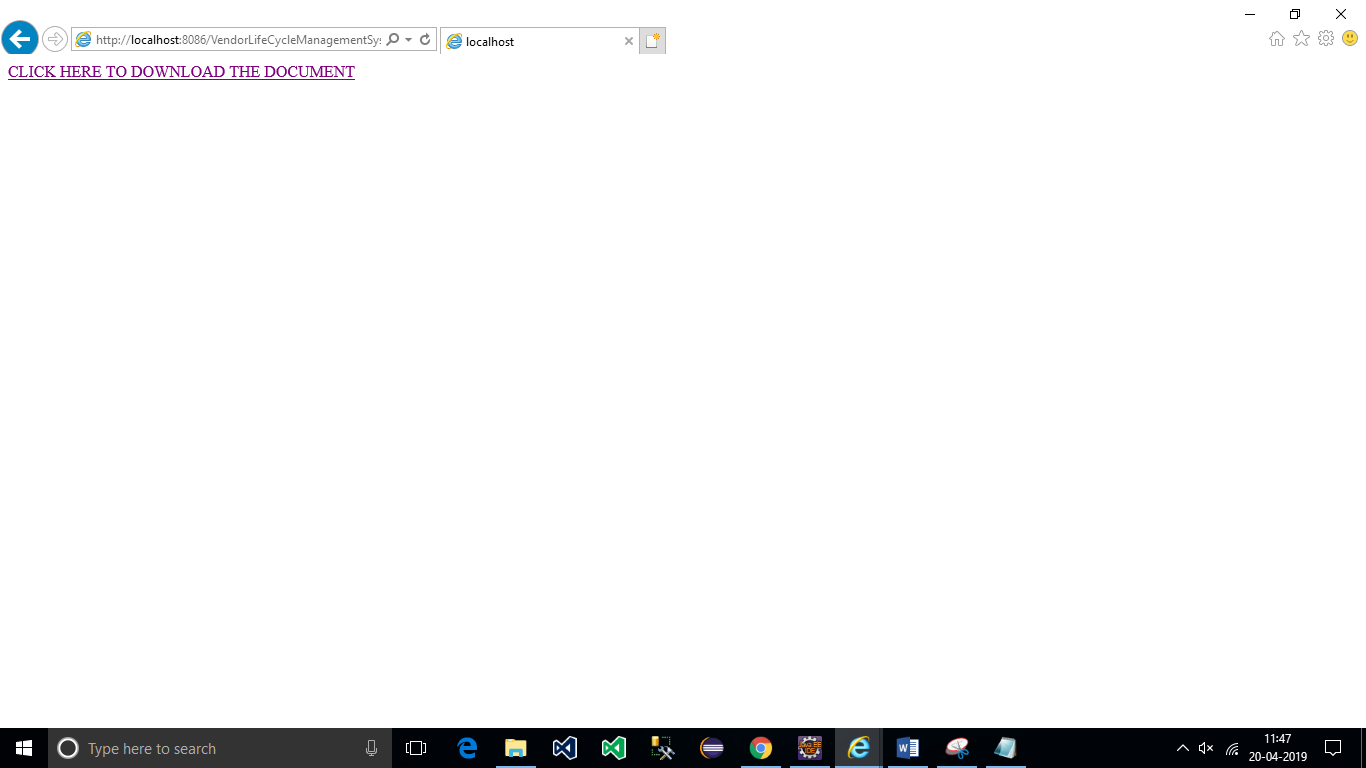 http://localhost:8086/VendorLifeCycleManagementSys
localhost
CLICK HERE TO DOWNLOAD THE DOCUMENT
Type here to search
11:47
20-04-2019